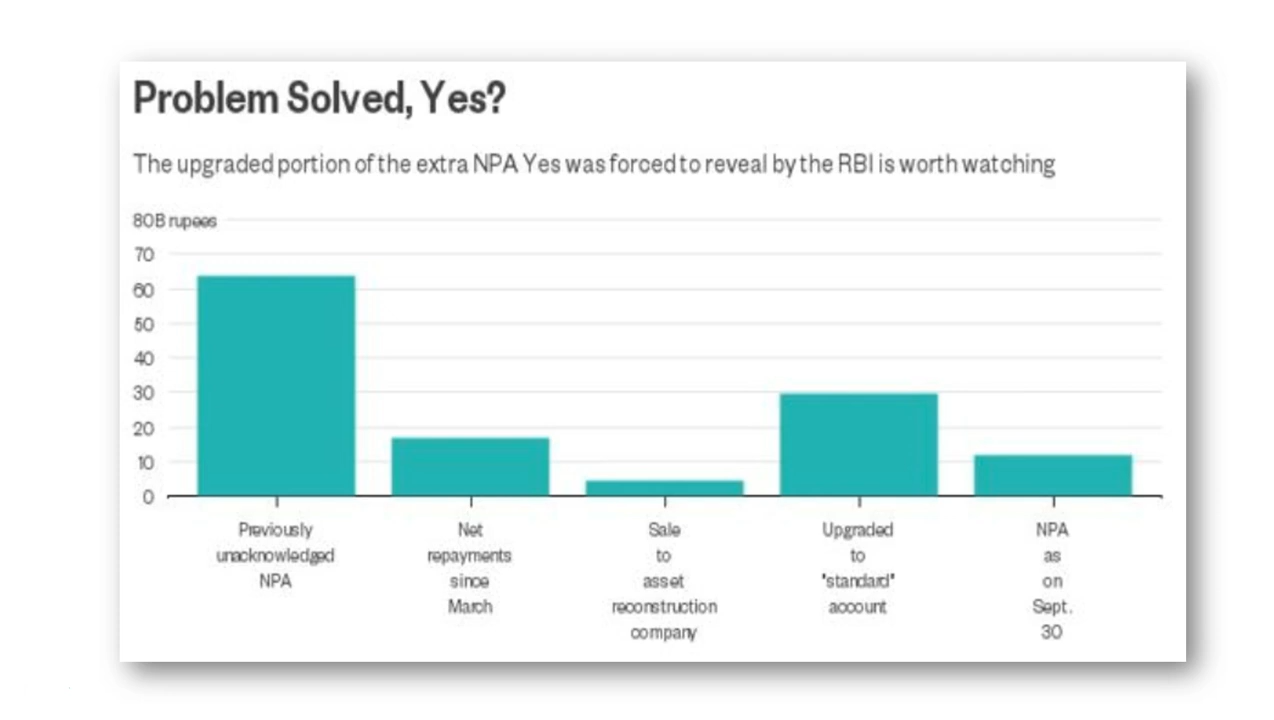 Problem Solved, Yes?
The upgraded portion of the extra NPA Yes was forced to reveal by the RBI is worth watching
80B rupees
70
60
50
40
30
20
10
0
Previously
unacknowledged
NPA
Net
repayments
since
March
Sale
to
asset
reconstruction
company
Upgraded
to
"standard"
account
NPA
as
on
Sept.
30